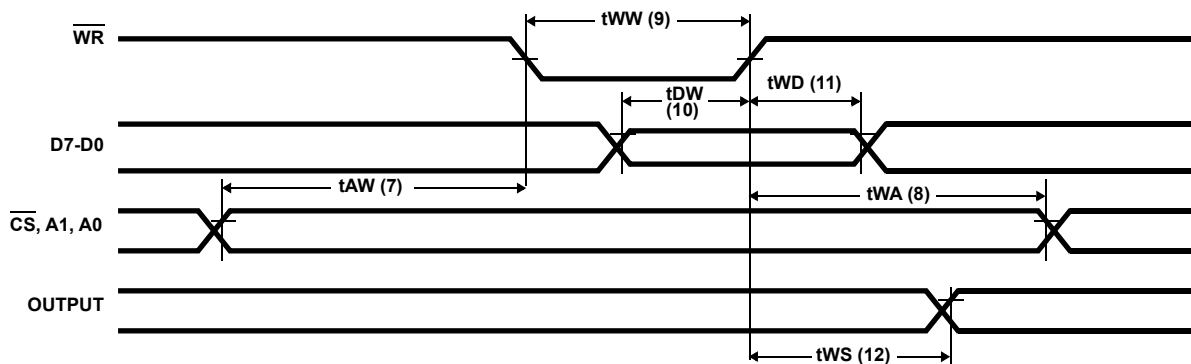 tWW (9)
WR
tDW
(10)
tWD (11)
D7-D0
tAW (7)
tWA (8)
CS, A1, A0
OUTPUT
tWS (12)